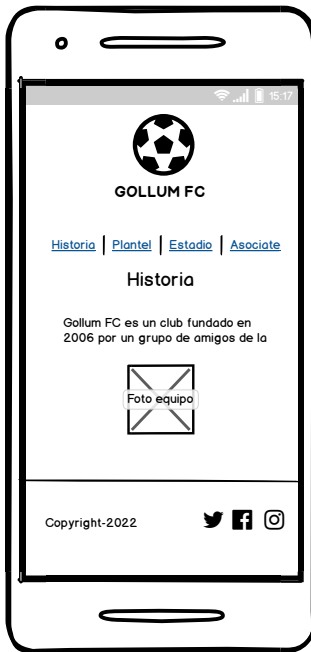 15:17
GOLLUM FC
Historia | Plantel | Estadio | Asociate
Historia
Gollum FC es un club fundado en
2006 por un grupo de amigos de la
Foto equipo
Copyright-2022